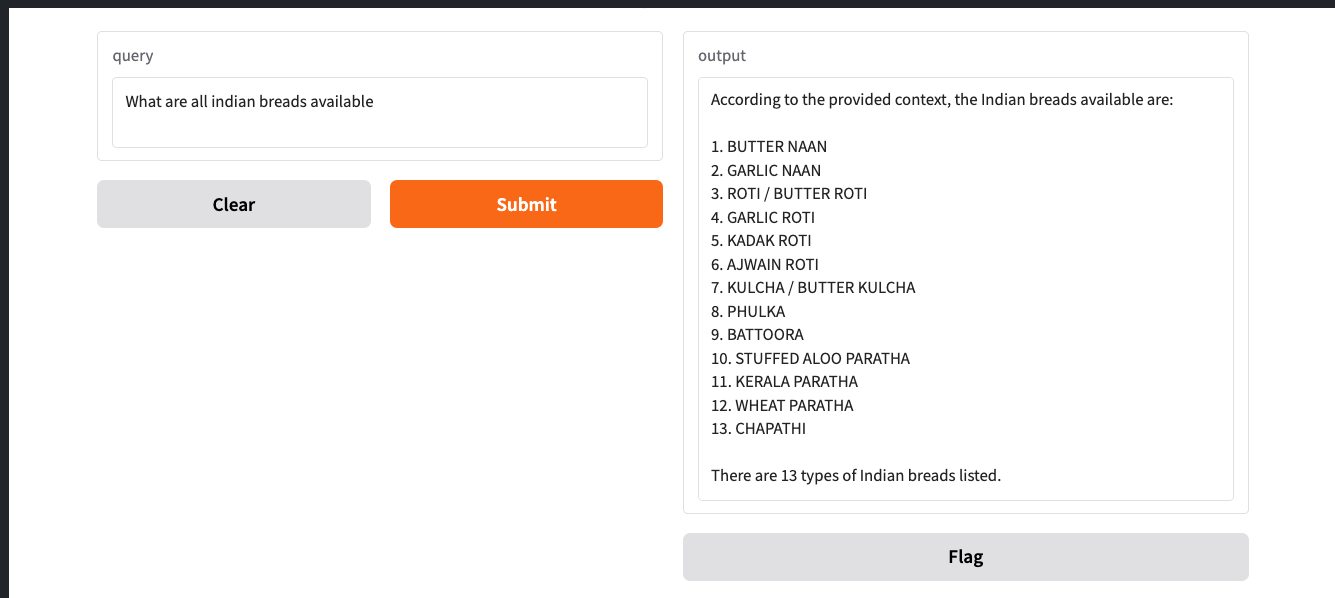 query
What are all indian breads available
Clear
Submit
output
According to the provided context, the Indian breads available are:
1. BUTTER NAAN
2. GARLIC NAAN
3. ROTI / BUTTER ROTI
4. GARLIC ROTI
5. KADAK ROTI
6. AJWAIN ROTI
7. KULCHA / BUTTER KULCHA
8. PHULKA
9. BATTOORA
10. STUFFED ALOO PARATHA
11. KERALA PARATHA
12. WHEAT PARATHA
13. CHAPATHI
There are 13 types of Indian breads listed.
Flag